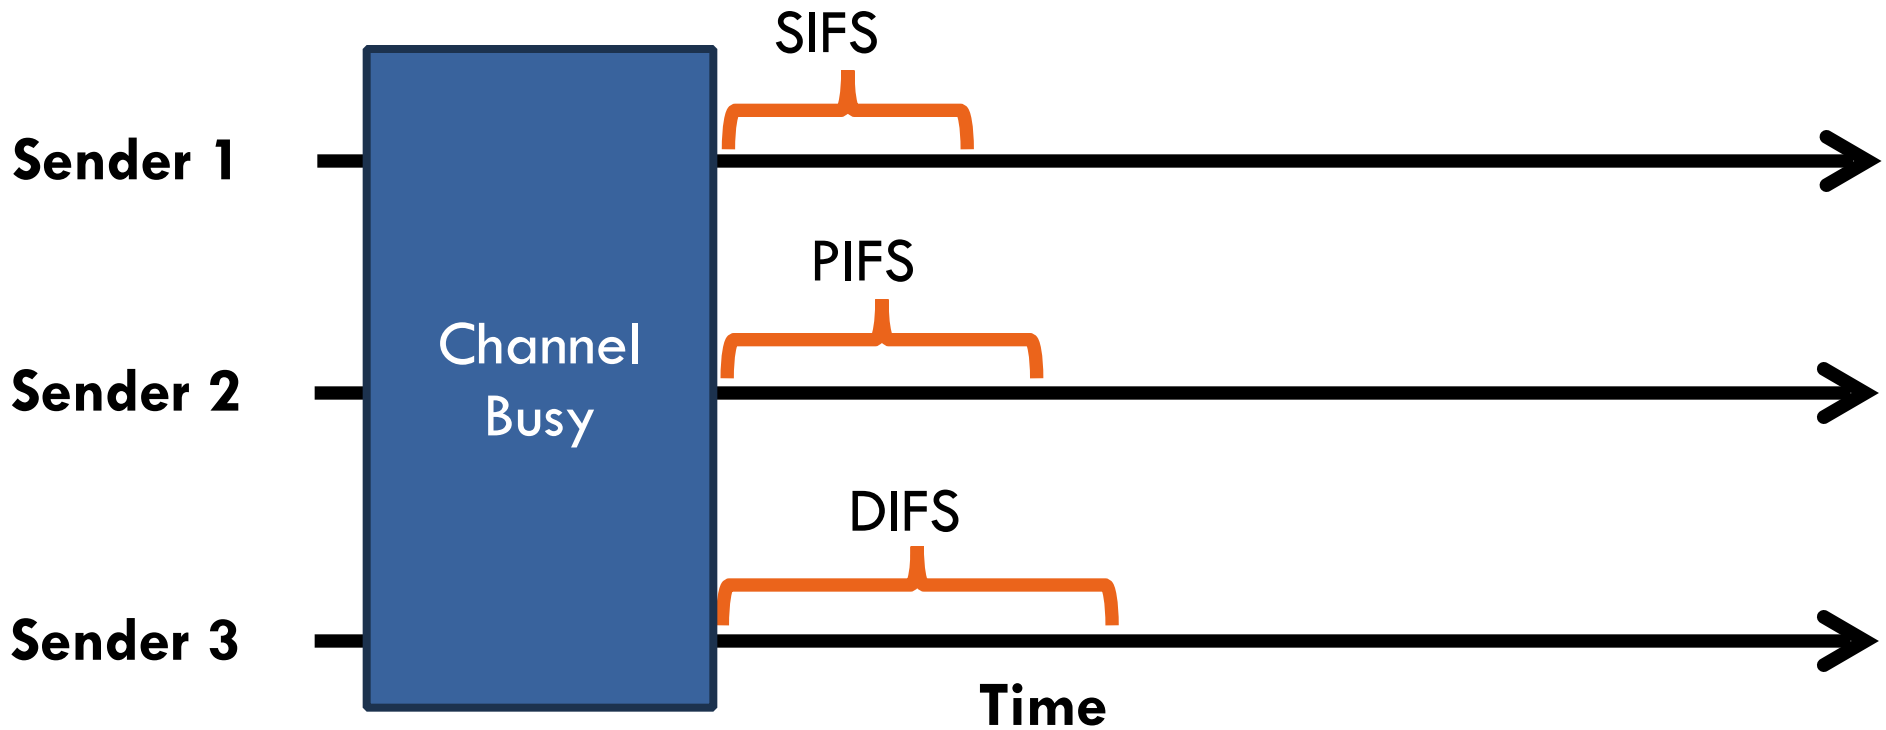 SIFS
Sender 1
PIFS
Channel
Busy
Sender 2
DIFS
Sender 3
Time